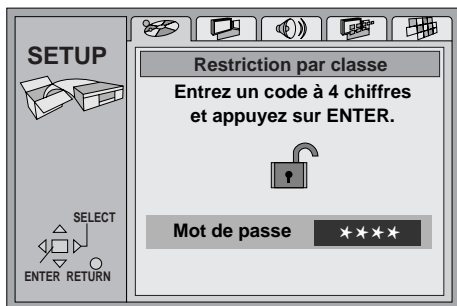 SETUP
Restriction par classe
Entrez un code à 4 chiffres
et appuyez sur ENTER.
Mot de passe ****
SELECT
ENTER RETURN